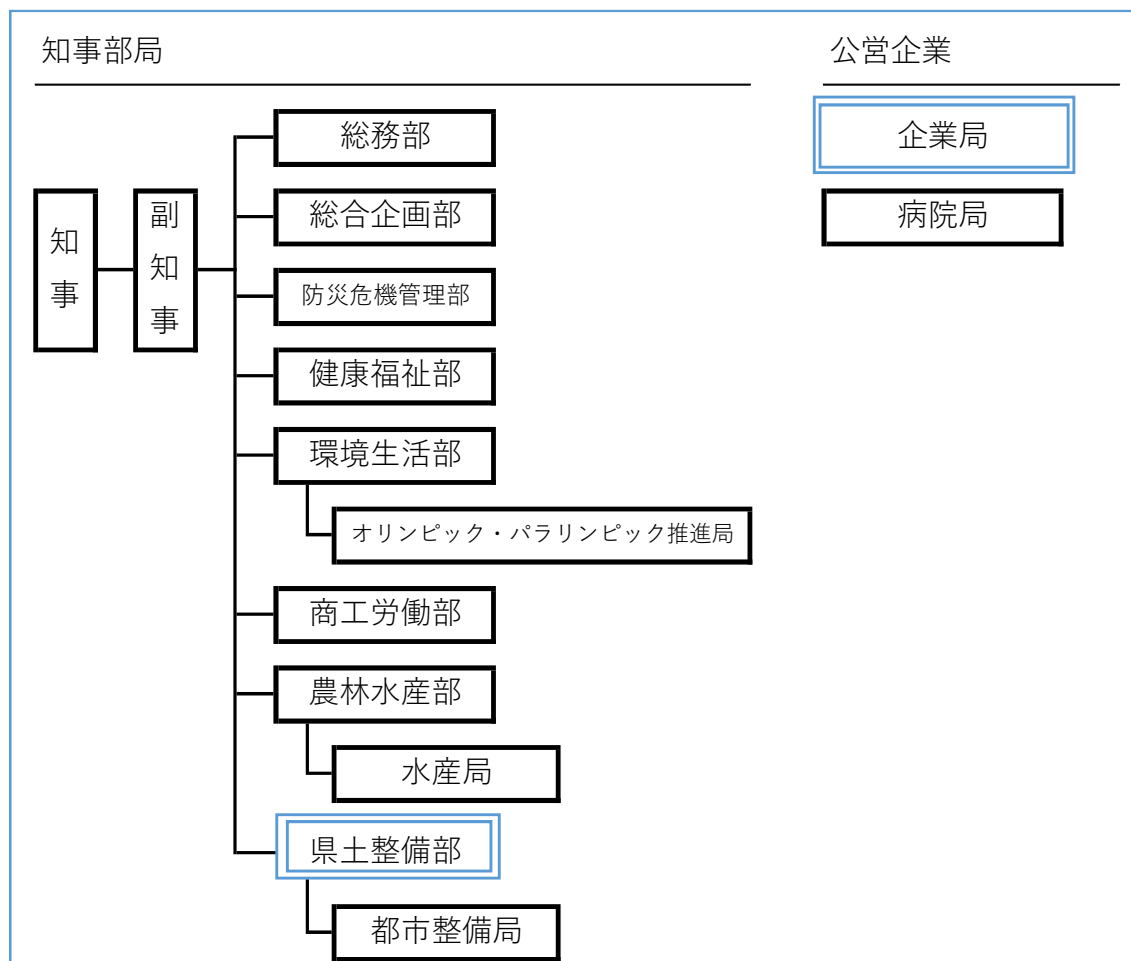 知事部局
公営企業
知事
副知事
総務部
総合企画部
防災危機管理部
健康福祉部
環境生活部
オリンピック・パラリンピック推進局
商工労働部
農林水産部
水産局
県土整備部
都市整備局
企業局
病院局